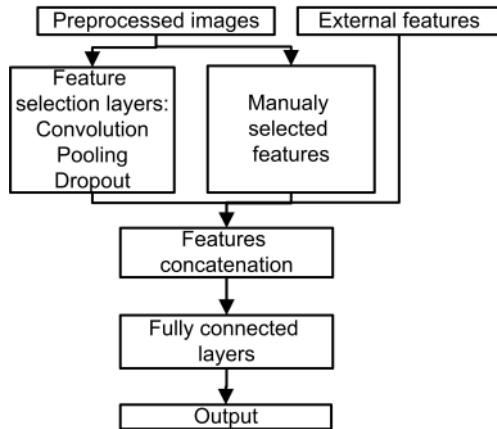 Preprocessed images
External features
Feature
selection layers:
Convolution
Pooling
Dropout
Manualy
selected
features
Features
concatenation
Fully connected
layers
Output